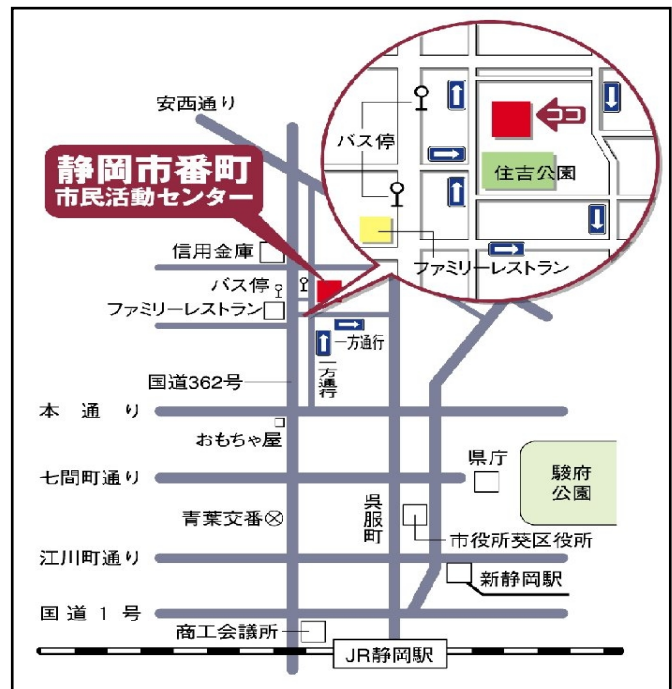 安西通り
静岡市番町
市民活動センター
バス停
ココ
住吉公園
ファミリーレストラン
信用金庫
バス停
ファミリーレストラン
一方通行
一方通行
国道362号
本通り
おもちゃ屋
七間町通り
県庁
駿府
公園
呉服町
青葉交番
市役所葵区役所
江川町通り
新静岡駅
国道1号
商工会議所
JR静岡駅